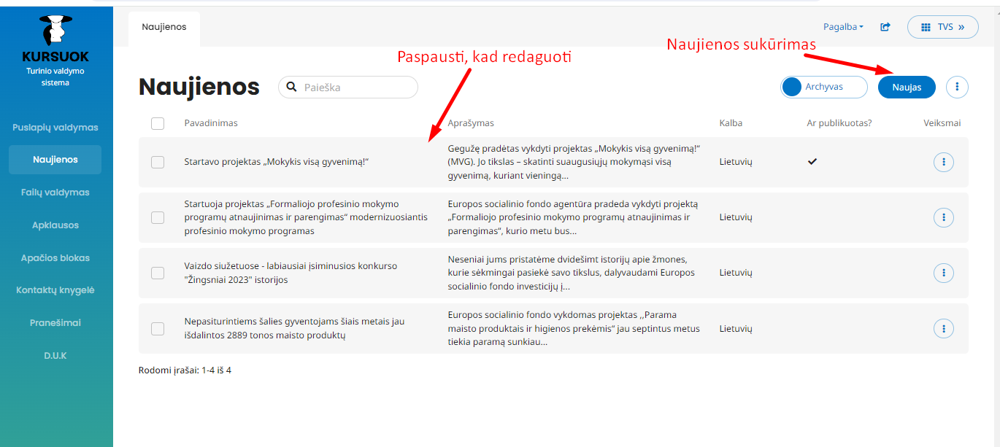 KURSUOK
Turinio valdymo
sistema
Puslapių valdymas
Naujienos
Failų valdymas
Apklausos
Apačios blokas
Kontaktų knygelė
Pranešimai
D.U.K
Naujienos
Pagalba
TVS »
Paspausti, kad redaguoti
Naujienos sukūrimas
Naujienos
Paieška
Archyvas
Naujas
Pavadinimas
Aprašymas
Kalba
Ar publikuotas?
Veiksmai
Startavo projektas „Mokykis visą gyvenimą!“
Gegužę pradėtas vykdyti projektas „Mokykis visą gyvenimą!“
(MVG). Jo tikslas – skatinti suaugusiųjų mokymąsi visą
gyvenimą, kuriant vieningą...
Lietuvių
Startuoja projektas „Formaliojo profesinio mokymo
programų atnaujinimas ir parengimas“ modernizuosiantis
profesinio mokymo programas
Europos socialinio fondo agentūra pradeda vykdyti projektą
„Formaliojo profesinio mokymo programų atnaujinimas ir
parengimas“, kurio metu bus...
Lietuvių
Vaizdo siužetuose - labiausiai įsiminusios konkurso
"Žingsniai 2023" istorijos
Neseniai jums pristatėme dvidešimt istorijų apie žmones,
kurie sėkmingai pasiekė savo tikslus, dalyvaudami Europos
socialinio fondo investicijų į...
Lietuvių
Nepasiturintiems šalies gyventojams šiais metais jau
išdalintos 2889 tonos maisto produktų
Europos socialinio fondo vykdomas projektas ,,Parama
maisto produktais ir higienos prekėmis“ jau septintus metus
tiekia paramą sunkiau...
Lietuvių
Rodomi įrašai: 1-4 iš 4